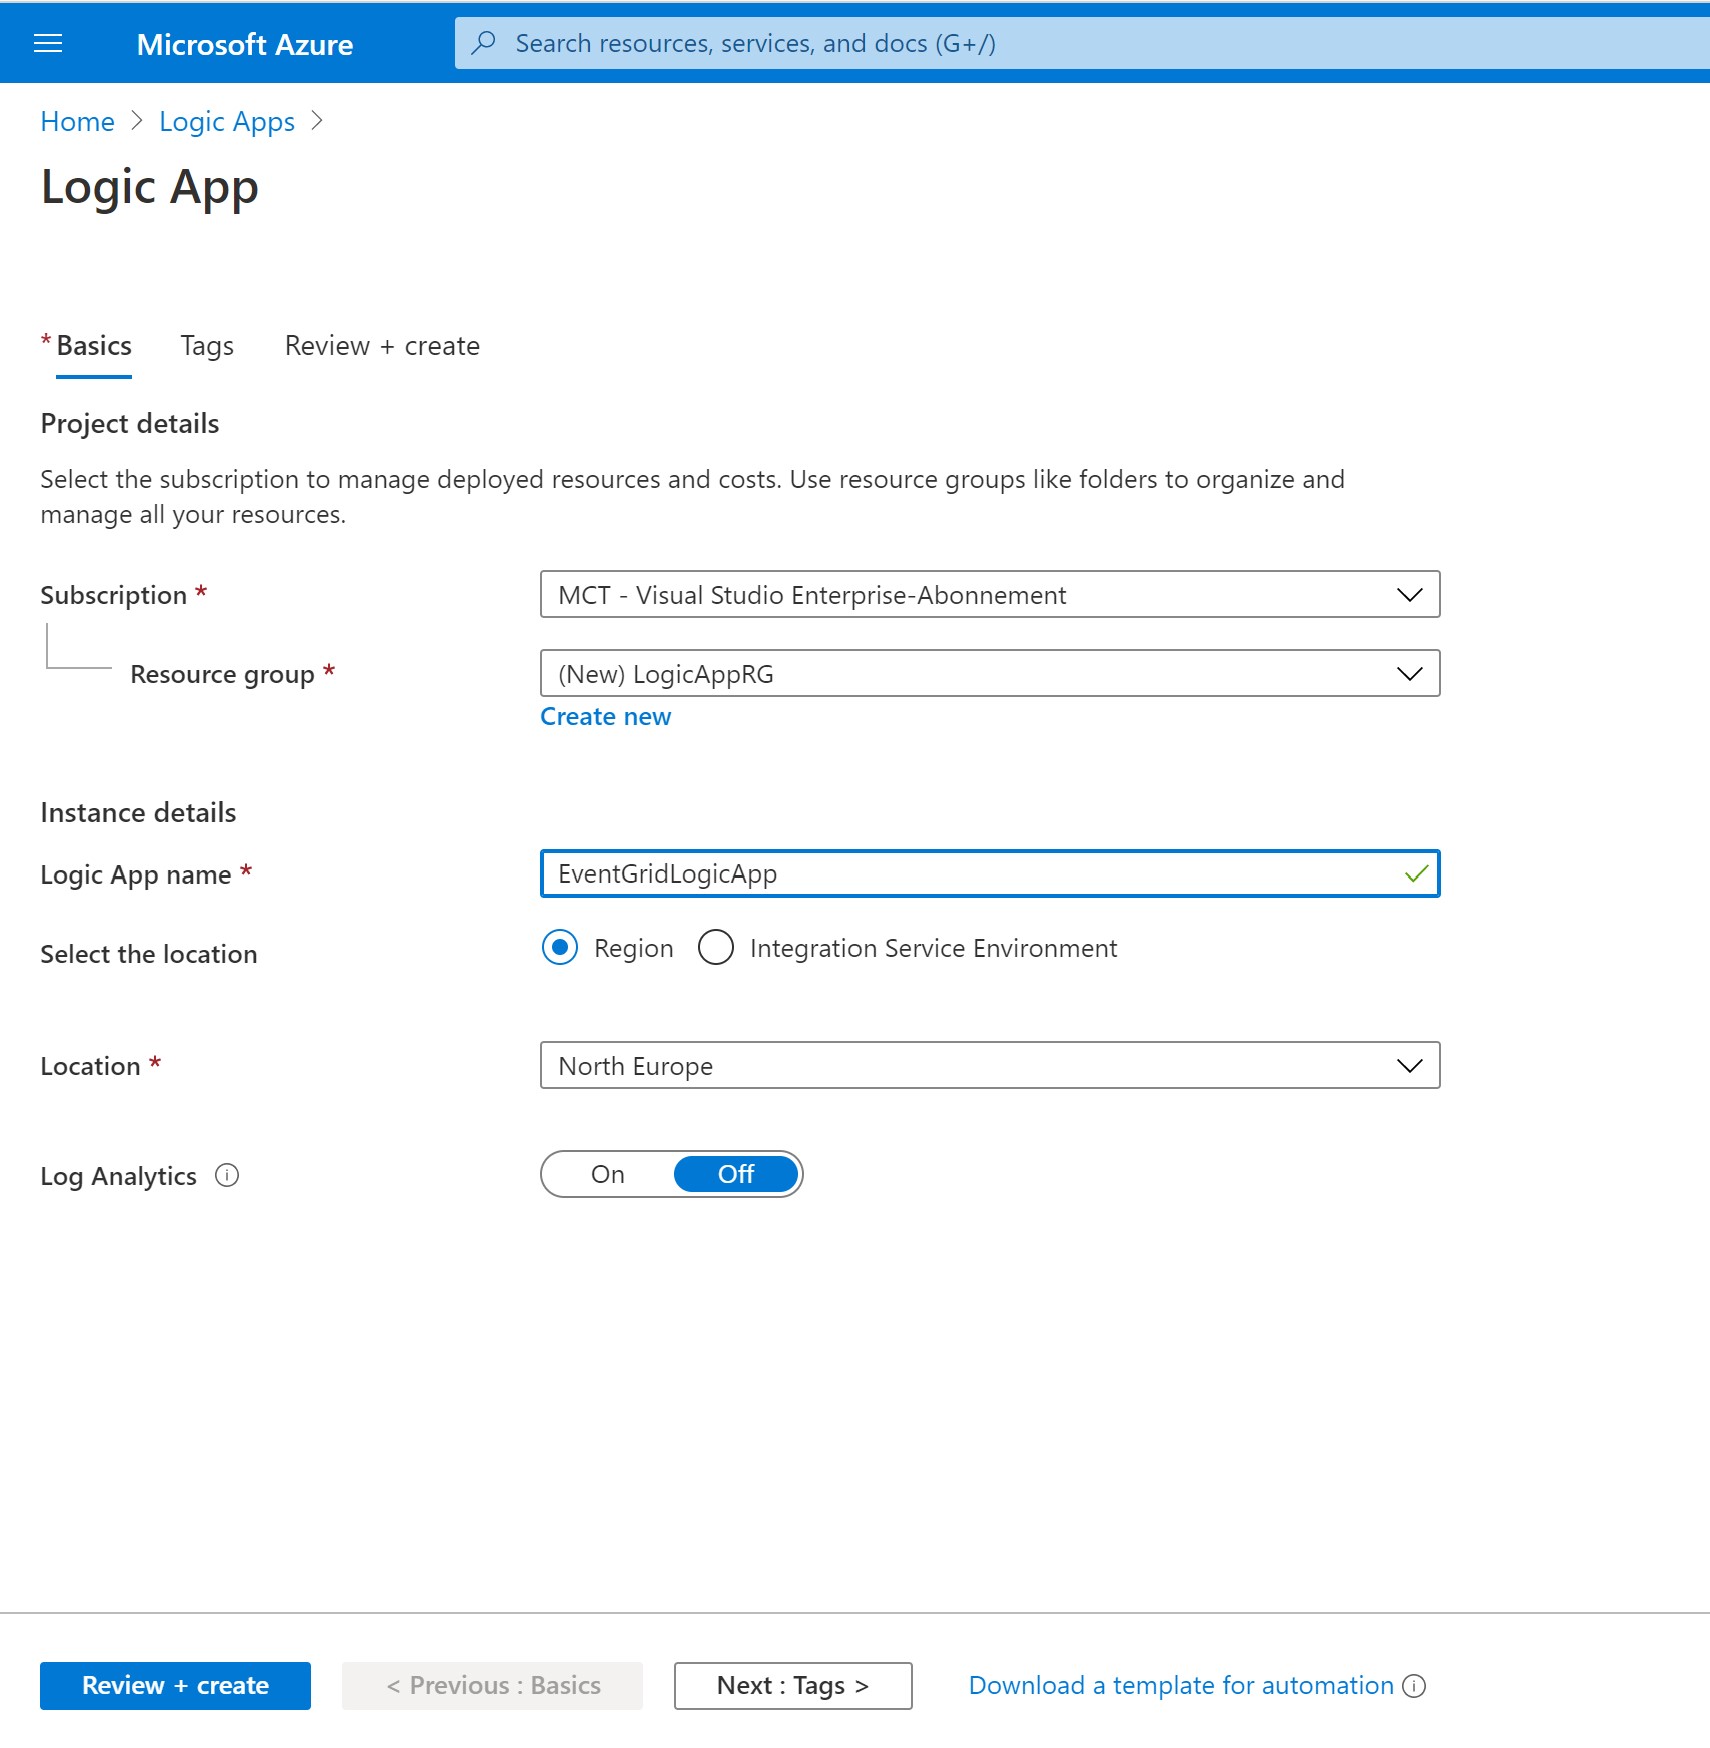 Microsoft Azure
Search resources, services, and docs (G+/)
Home > Logic Apps >
Logic App
* Basics Tags Review + create
Project details
Select the subscription to manage deployed resources and costs. Use resource groups like folders to organize and
manage all your resources.
Subscription *
MCT - Visual Studio Enterprise-Abonnement
Resource group *
(New) LogicAppRG
Create new
Instance details
Logic App name *
EventGridLogicApp
Select the location
Region Integration Service Environment
Location *
North Europe
Log Analytics
On Off
Review + create
< Previous : Basics
Next : Tags >
Download a template for automation